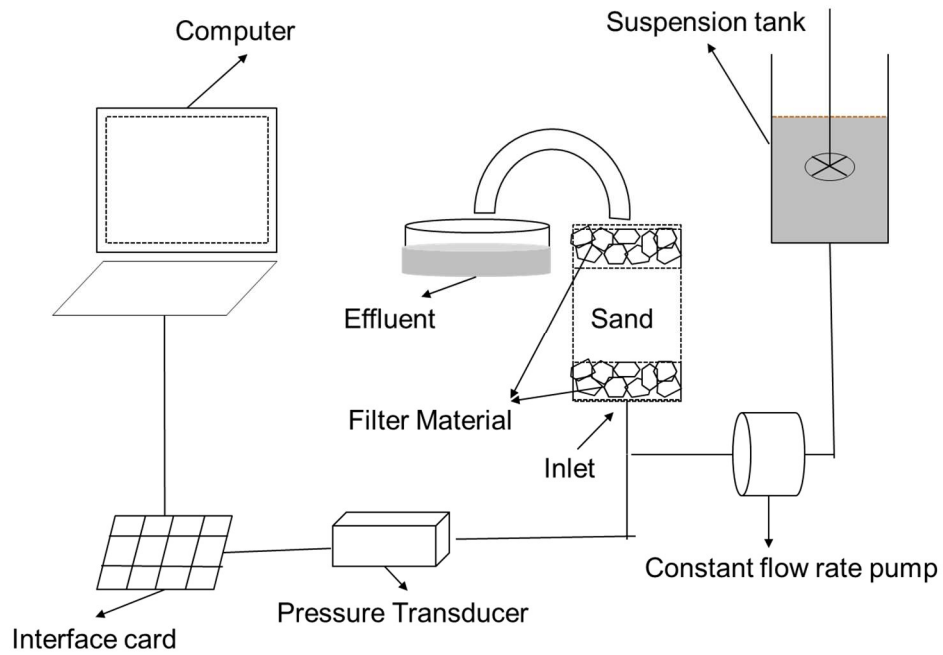 Suspension tank
Computer
Effluent
Sand
Filter Material
Inlet
Constant flow rate pump
Pressure Transducer
Interface card